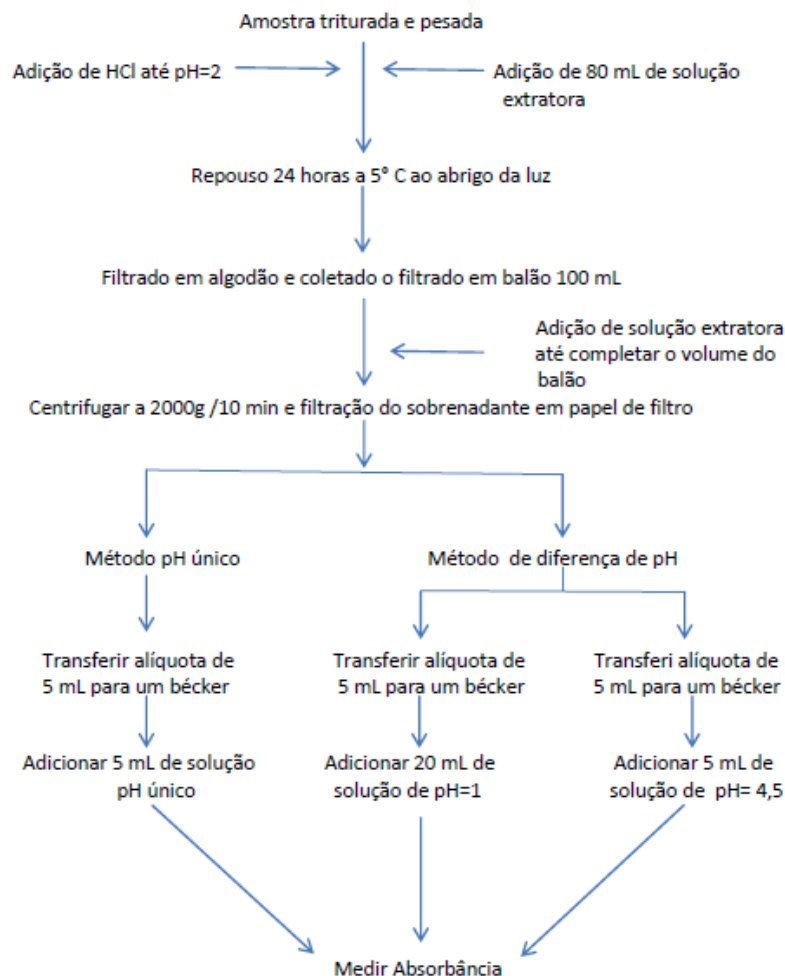 Amostra triturada e pesada
Adição de HCl até pH=2
Adição de 80 mL de solução
extratora
Repouso 24 horas a 5° C ao abrigo da luz
Filtrado em algodão e coletado o filtrado em balão 100 mL
Adição de solução extratora
até completar o volume do
balão
Centrifugar a 2000g /10 min e filtração do sobrenadante em papel de filtro
Método pH único
Método de diferença de pH
Transferir alíquota de
5 mL para um bécker
Transferir alíquota de
5 mL para um bécker
Transferi alíquota de
5 mL para um bécker
Adicionar 5 mL de solução
pH único
Adicionar 20 mL de
solução de pH=1
Adicionar 5 mL de
solução de pH= 4,5
Medir Absorbância